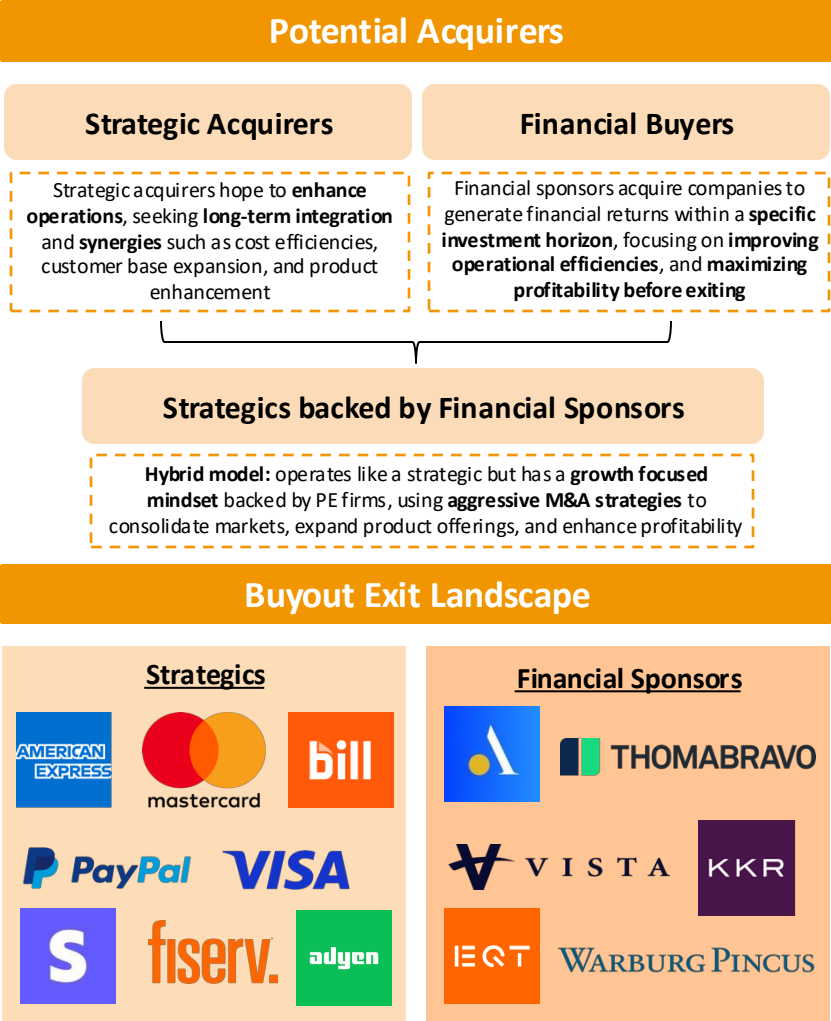 Potential Acquirers
Strategic Acquirers
Strategic acquirers hope to enhance
operations, seeking long-term integration
and synergies such as cost efficiencies,
customer base expansion, and product
enhancement
Financial Buyers
Financial sponsors acquire companies to
generate financial returns within a specific
investment horizon, focusing on improving
operational efficiencies, and maximizing
profitability before exiting
Strategics backed by Financial Sponsors
Hybrid model: operates like a strategic but has a growth focused
mindset backed by PE firms, using aggressive M&A strategies to
consolidate markets, expand product offerings, and enhance profitability
Buyout Exit Landscape
Strategics
AMERICAN
EXPRESS
mastercard
bill
PayPal
VISA
S
fiserv.
adyen
Financial Sponsors
A
THOMABRAVO
VISTA
KKR
EQT
WARBURG PINCUS